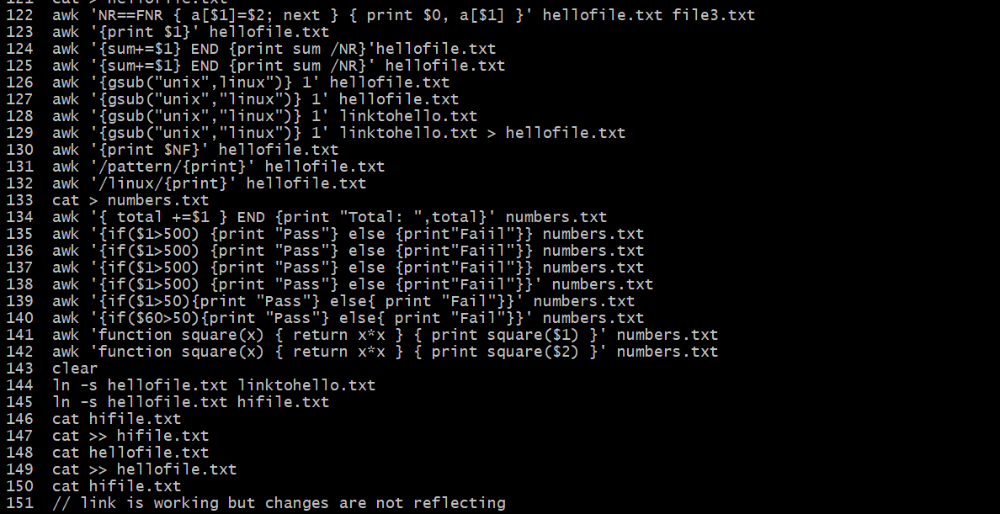 121 cat > hellofile.txt
122 awk 'NR==FNR { a[$1]=$2; next } { print $0, a[$1] }' hellofile.txt file3.txt
123 awk '{print $1}' hellofile.txt
124 awk '{sum+=$1} END {print sum /NR}'hellofile.txt
125 awk '{sum+=$1} END {print sum /NR}' hellofile.txt
126 awk '{gsub("unix",linux")} 1' hellofile.txt
127 awk '{gsub("unix","linux")} 1' hellofile.txt
128 awk '{gsub("unix","linux")} 1' linktohello.txt
129 awk '{gsub("unix","linux")} 1' linktohello.txt > hellofile.txt
130 awk '{print $NF}' hellofile.txt
131 awk '/pattern/{print}' hellofile.txt
132 awk '/linux/{print}' hellofile.txt
133 cat > numbers.txt
134 awk '{ total +=$1 } END {print "Total: ",total}' numbers.txt
135 awk '{if($1>500) {print "Pass"} else {print"Faiil"}} numbers.txt
136 awk '{if($1>500) {print "Pass"} else {print"Faiil"}} numbers.txt
137 awk '{if($1>500) {print "Pass"} else {print"Faiil"}} numbers.txt
138 awk '{if($1>500) {print "Pass"} else {print"Faiil"}}' numbers.txt
139 awk '{if($1>50){print "Pass"} else{ print "Fail"}}' numbers.txt
140 awk '{if($60>50){print "Pass"} else{ print "Fail"}}' numbers.txt
141 awk 'function square(x) { return x*x } { print square($1) }' numbers.txt
142 awk 'function square(x) { return x*x } { print square($2) }' numbers.txt
143 clear
144 ln -s hellofile.txt linktohello.txt
145 ln -s hellofile.txt hifile.txt
146 cat hifile.txt
147 cat >> hifile.txt
148 cat hellofile.txt
149 cat >> hellofile.txt
150 cat hifile.txt
151 // link is working but changes are not reflecting